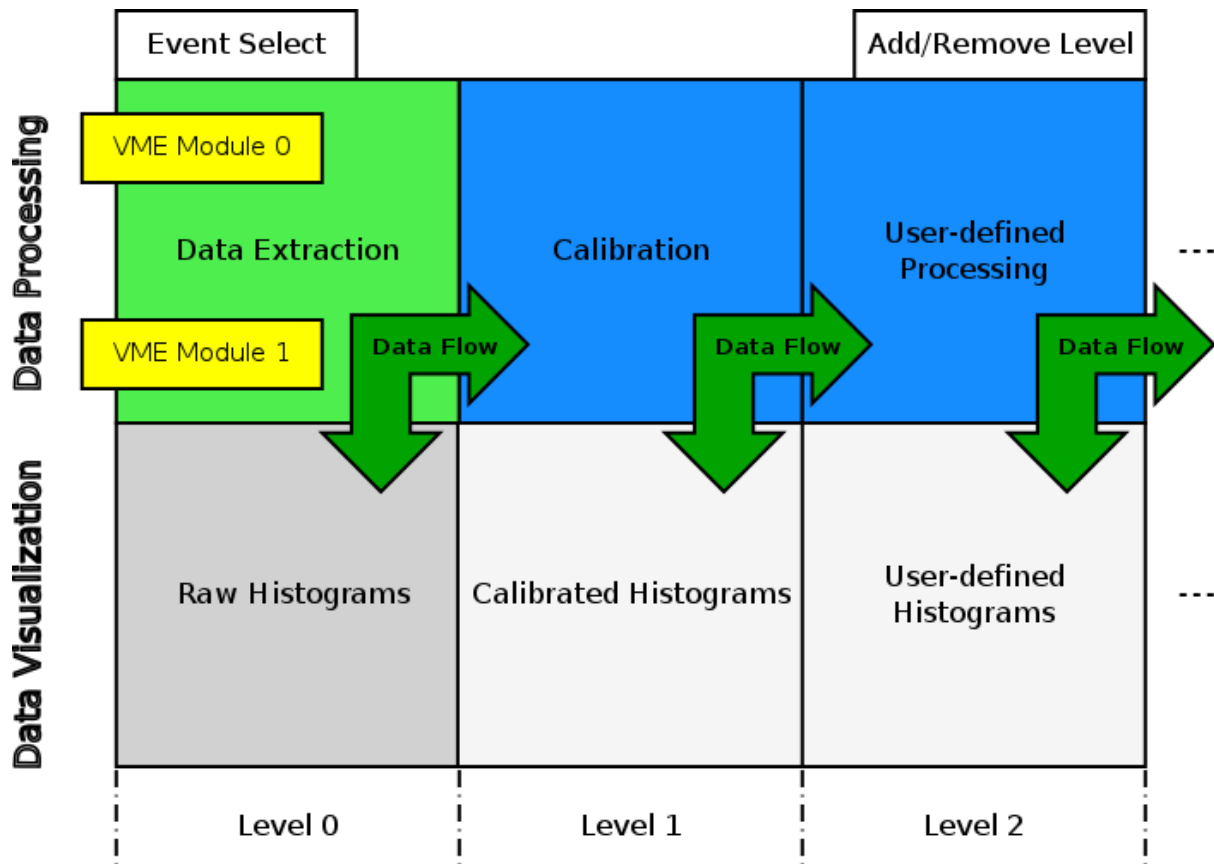 Event Select
Add/Remove Level
Data Processing
VME Module 0
Data Extraction
Calibration
User-defined
Processing
----
VME Module 1
Data Flow
Data Flow
Data Flow
Data Visualization
Raw Histograms
Calibrated Histograms
User-defined
Histograms
----
Level 0
Level 1
Level 2